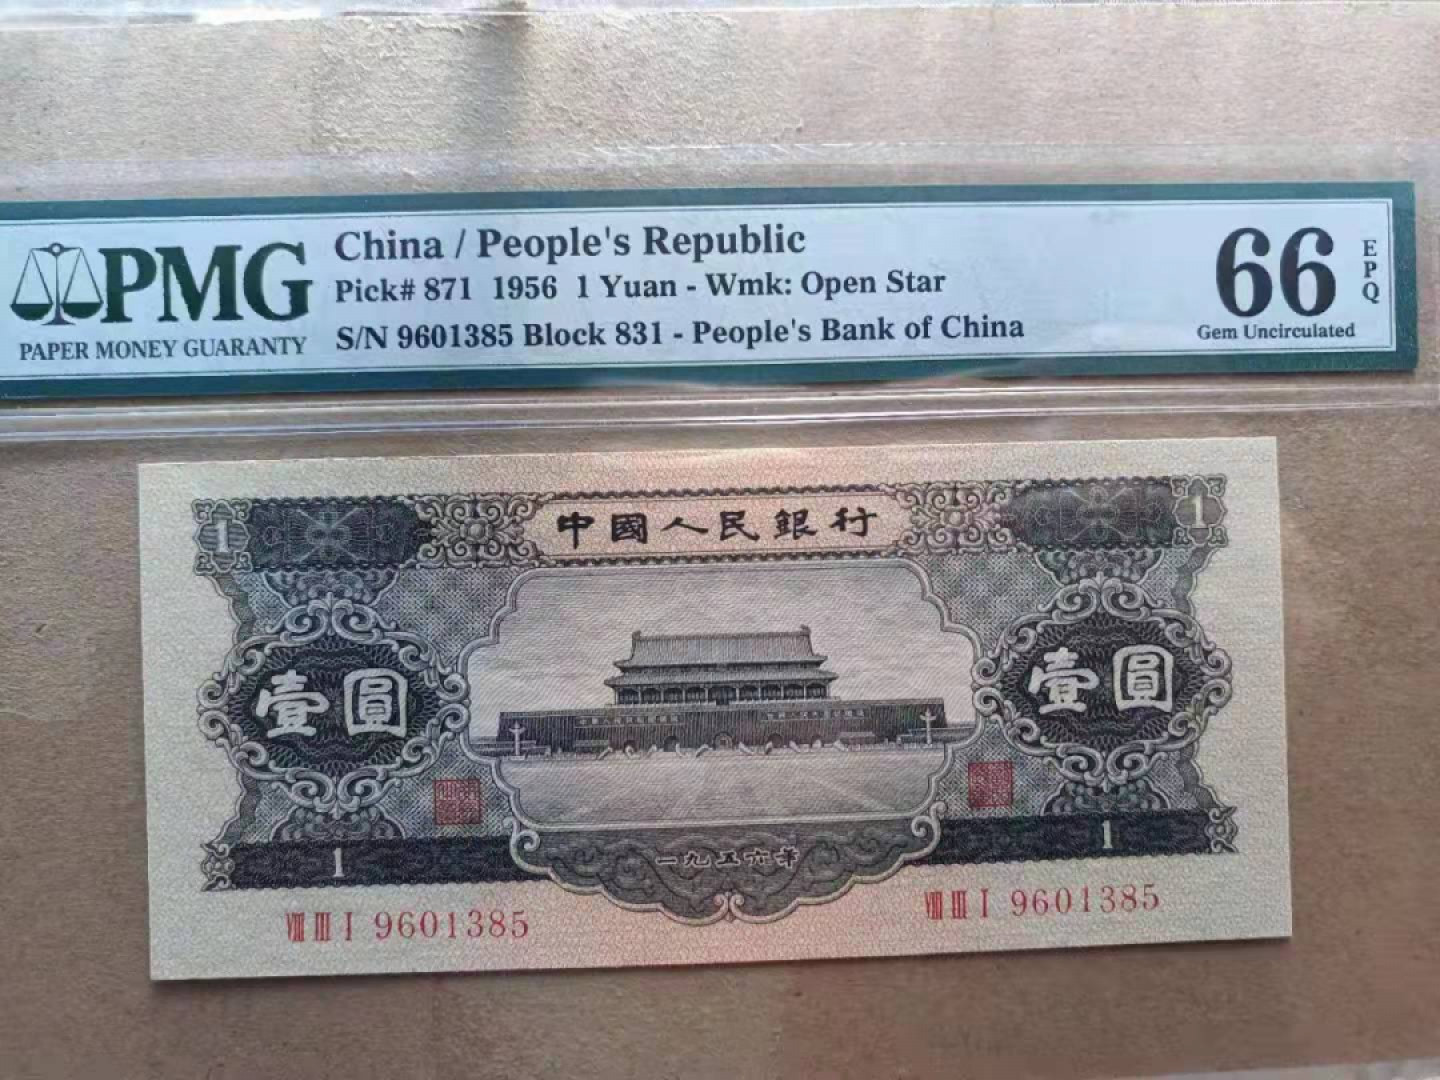 PMG
PAPER MONEY GUARANTY
China / People's Republic
Pick# 871 1956 1 Yuan - Wmk: Open Star
S/N 9601385 Block 831 - People's Bank of China
66
EPQ
Gem Uncirculated
1
中國人民銀行
1
壹圓
壹圓
1
一九五六年
1
Ⅷ Ⅲ Ⅰ 9601385
Ⅷ Ⅲ Ⅰ 9601385